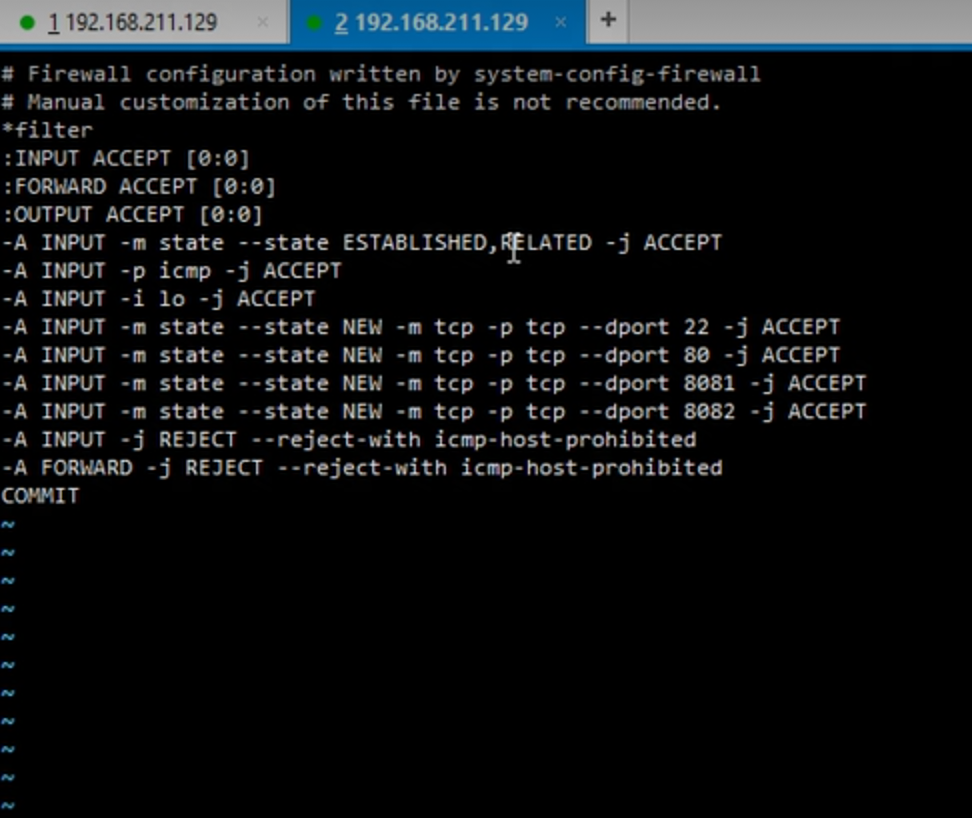 1 192.168.211.129 ×
2 192.168.211.129 ×
+
# Firewall configuration written by system-config-firewall
# Manual customization of this file is not recommended.
*filter
:INPUT ACCEPT [0:0]
:FORWARD ACCEPT [0:0]
:OUTPUT ACCEPT [0:0]
-A INPUT -m state --state ESTABLISHED,RELATED -j ACCEPT
-A INPUT -p icmp -j ACCEPT
-A INPUT -i lo -j ACCEPT
-A INPUT -m state --state NEW -m tcp -p tcp --dport 22 -j ACCEPT
-A INPUT -m state --state NEW -m tcp -p tcp --dport 80 -j ACCEPT
-A INPUT -m state --state NEW -m tcp -p tcp --dport 8081 -j ACCEPT
-A INPUT -m state --state NEW -m tcp -p tcp --dport 8082 -j ACCEPT
-A INPUT -j REJECT --reject-with icmp-host-prohibited
-A FORWARD -j REJECT --reject-with icmp-host-prohibited
COMMIT
~
~
~
~
~
~
~
~
~
~
~